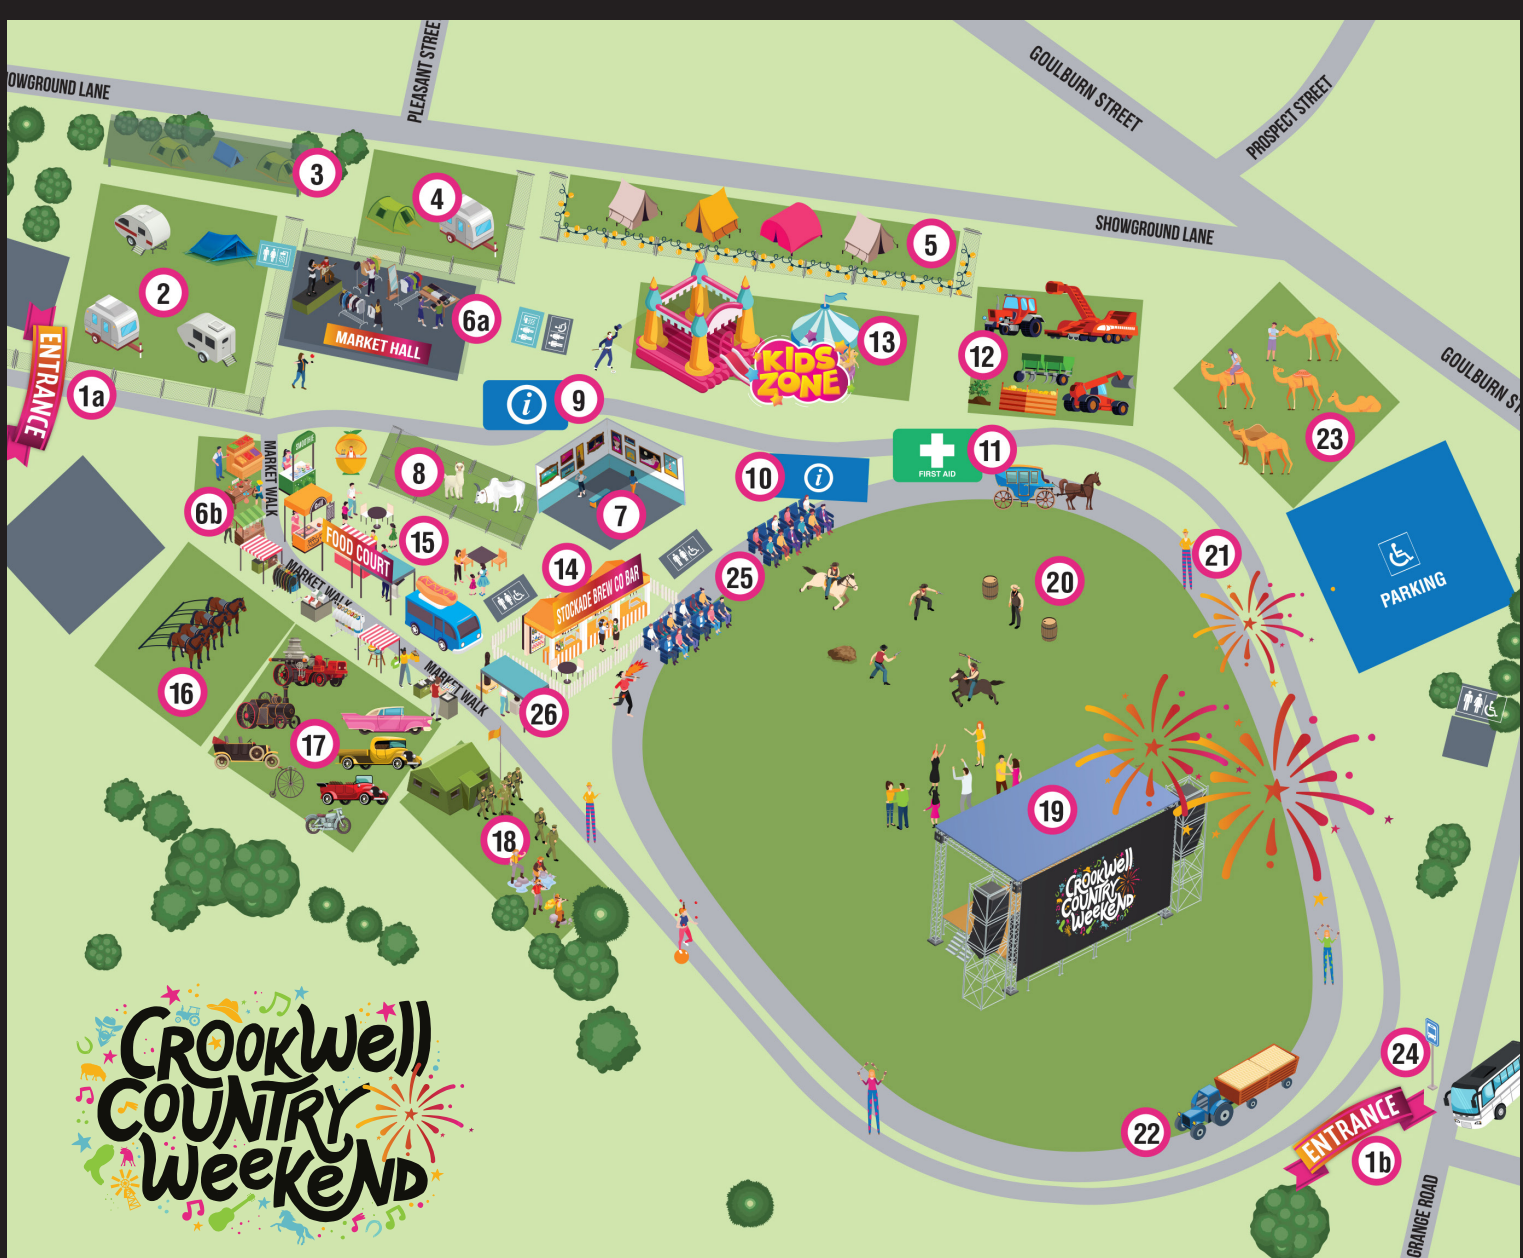 SHOWGROUND LANE
PLEASANT STREET
GOULBURN STREET
PROSPECT STREET
SHOWGROUND LANE
GOULBURN ST
3
4
5
2
6a
MARKET HALL
ENTRANCE
1a
i
9
13
KIDS
ZONE
12
23
MARKET WALK
SMOOTHIE
8
7
10
i
11
FIRST AID
6b
FOOD COURT
15
14
STOCKADE BREW CO BAR
25
20
21
PARKING
MARKET WALK
16
17
MARKET WALK
26
18
19
CROOKWELL
COUNTRY
WEEKEND
CROOKWELL
COUNTRY
WEEKEND
24
22
ENTRANCE
1b
GRANGE ROAD